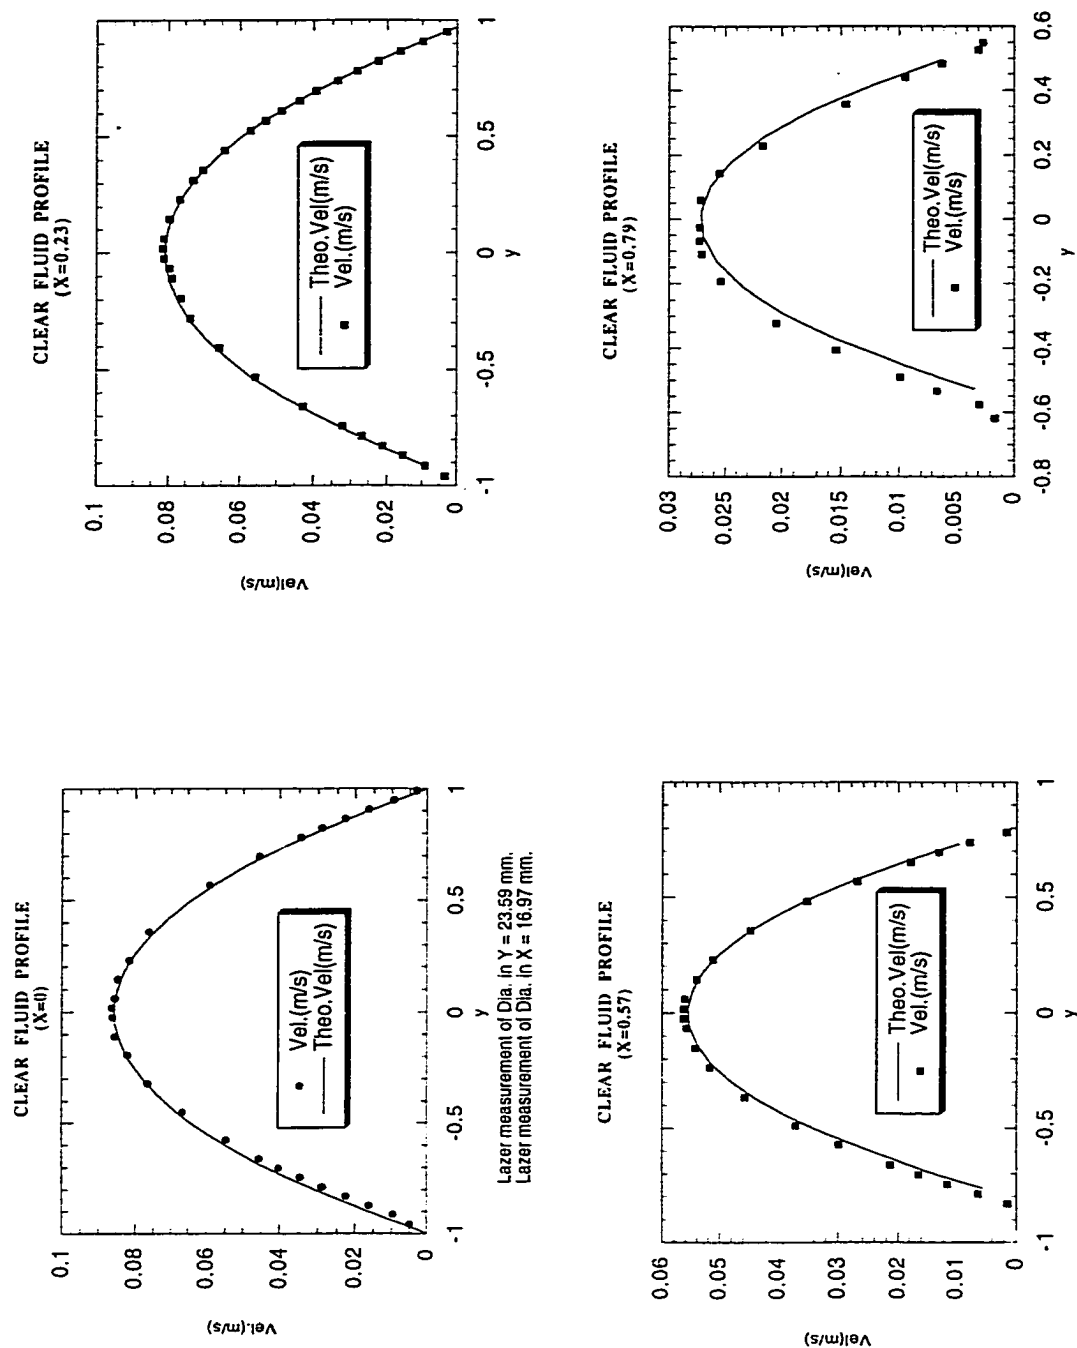 CLEAR FLUID PROFILE
(X=0)
Vel.(m/s)
0.1
0.08
0.06
0.04
0.02
0
-1
-0.5
0
0.5
1
y
Vel.(m/s)
Theo.Vel(m/s)
Lazer measurement of Dia. in Y = 23.59 mm.
Lazer measurement of Dia. in X = 16.97 mm.
CLEAR FLUID PROFILE
(X=0.23)
Vel(m/s)
0.1
0.08
0.06
0.04
0.02
0
-1
-0.5
0
0.5
1
y
Theo.Vel(m/s)
Vel.(m/s)
CLEAR FLUID PROFILE
(X=0.57)
Vel(m/s)
0.06
0.05
0.04
0.03
0.02
0.01
0
-1
-0.5
0
0.5
1
y
Theo.Vel(m/s)
Vel.(m/s)
CLEAR FLUID PROFILE
(X=0.79)
Vel(m/s)
0.03
0.025
0.02
0.015
0.01
0.005
0
-0.8
-0.6
-0.4
-0.2
0
0.2
0.4
0.6
y
Theo.Vel(m/s)
Vel.(m/s)